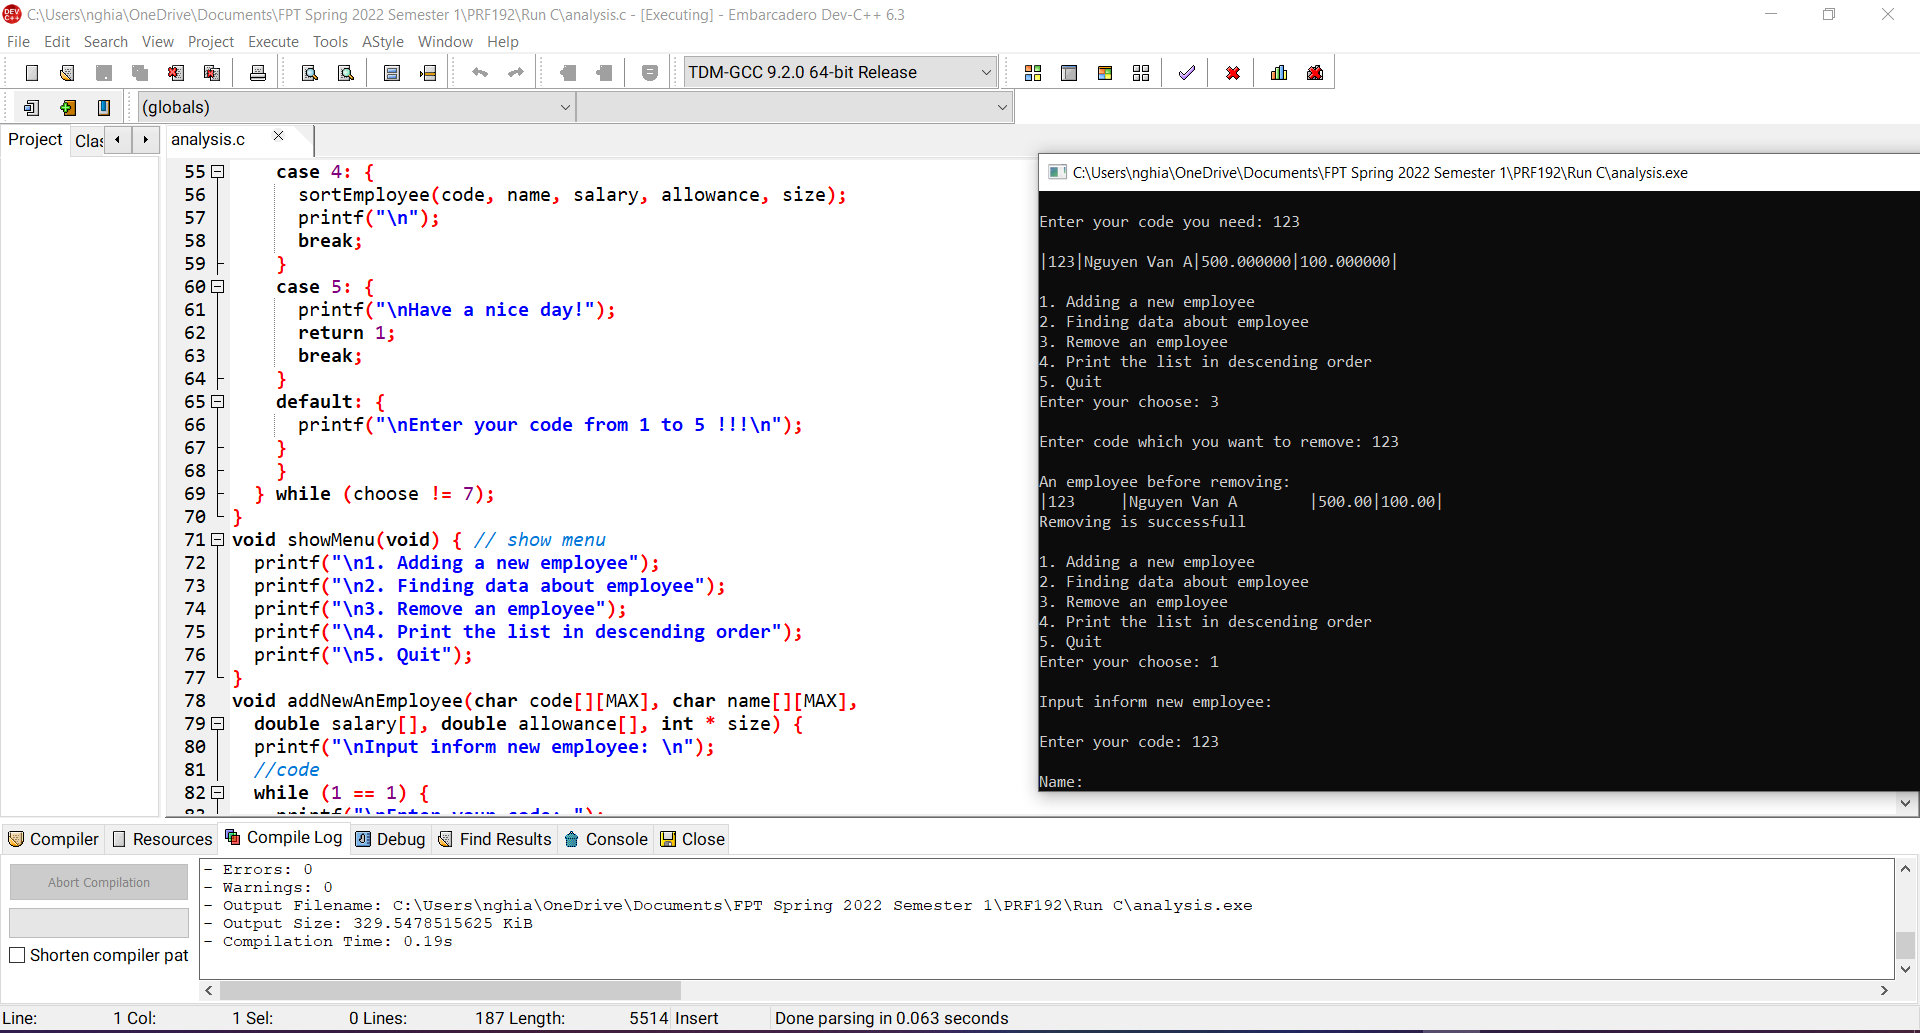 C:\Users\nghia\OneDrive\Documents\FPT Spring 2022 Semester 1\PRF192\Run C\analysis.c - [Executing] - Embarcadero Dev-C++ 6.3
File Edit Search View Project Execute Tools AStyle Window Help
TDM-GCC 9.2.0 64-bit Release
(globals)
Project Clas analysis.c
55 case 4: {
56 sortEmployee(code, name, salary, allowance, size);
57 printf("\n");
58 break;
59 }
60 case 5: {
61 printf("\nHave a nice day!");
62 return 1;
63 break;
64 }
65 default: {
66 printf("\nEnter your code from 1 to 5 !!!\n");
67 }
68 }
69 } while (choose != 7);
70 }
71 void showMenu(void) { // show menu
72 printf("\n1. Adding a new employee");
73 printf("\n2. Finding data about employee");
74 printf("\n3. Remove an employee");
75 printf("\n4. Print the list in descending order");
76 printf("\n5. Quit");
77 }
78 void addNewAnEmployee(char code[][MAX], char name[][MAX],
79 double salary[], double allowance[], int * size) {
80 printf("\nInput inform new employee: \n");
81 //code
82 while (1 == 1) {
83 printf("\nEnter your code: ");
C:\Users\nghia\OneDrive\Documents\FPT Spring 2022 Semester 1\PRF192\Run C\analysis.exe
Enter your code you need: 123
|123|Nguyen Van A|500.000000|100.000000|
1. Adding a new employee
2. Finding data about employee
3. Remove an employee
4. Print the list in descending order
5. Quit
Enter your choose: 3
Enter code which you want to remove: 123
An employee before removing:
|123     |Nguyen Van A        |500.00|100.00|
Removing is successfull
1. Adding a new employee
2. Finding data about employee
3. Remove an employee
4. Print the list in descending order
5. Quit
Enter your choose: 1
Input inform new employee:
Enter your code: 123
Name:
Compiler Resources Compile Log Debug Find Results Console Close
Abort Compilation
Shorten compiler pat
- Errors: 0
- Warnings: 0
- Output Filename: C:\Users\nghia\OneDrive\Documents\FPT Spring 2022 Semester 1\PRF192\Run C\analysis.exe
- Output Size: 329.5478515625 KiB
- Compilation Time: 0.19s
Line: 1 Col: 1 Sel: 0 Lines: 187 Length: 5514 Insert Done parsing in 0.063 seconds